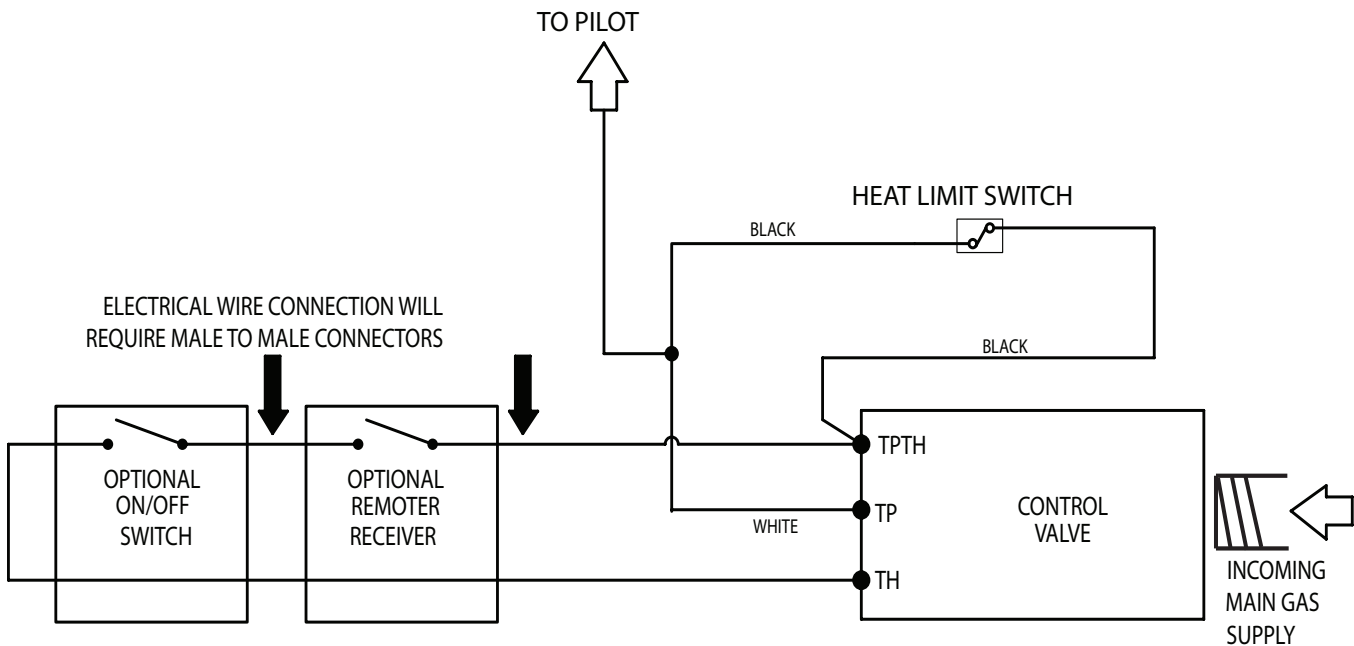 TO PILOT
HEAT LIMIT SWITCH
BLACK
ELECTRICAL WIRE CONNECTION WILL
REQUIRE MALE TO MALE CONNECTORS
BLACK
OPTIONAL
ON/OFF
SWITCH
OPTIONAL
REMOTER
RECEIVER
WHITE
TPTH
TP
TH
CONTROL
VALVE
INCOMING
MAIN GAS
SUPPLY